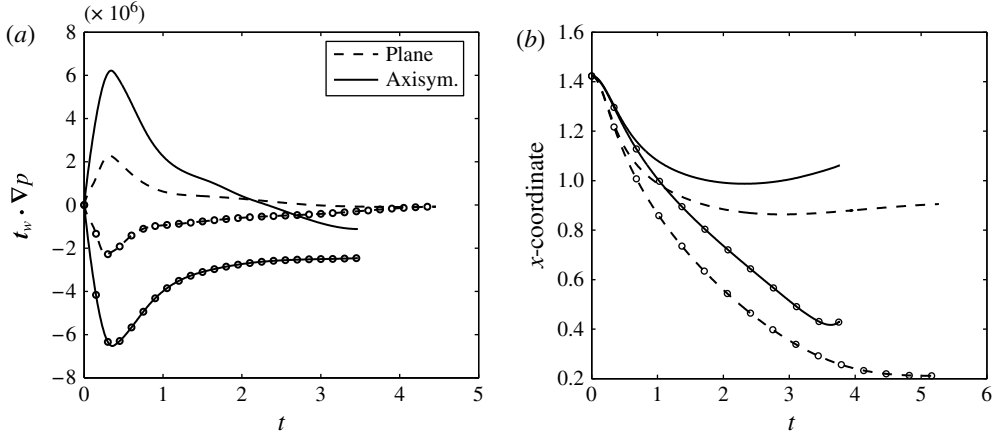 (× 10⁶)
(a)
8
6
4
2
0
−2
−4
−6
−8
0 1 2 3 4 5
t_w · ∇p
t
Plane
Axisym.
(b)
1.6
1.4
1.2
1.0
0.8
0.6
0.4
0.2
0 1 2 3 4 5 6
x-coordinate
t